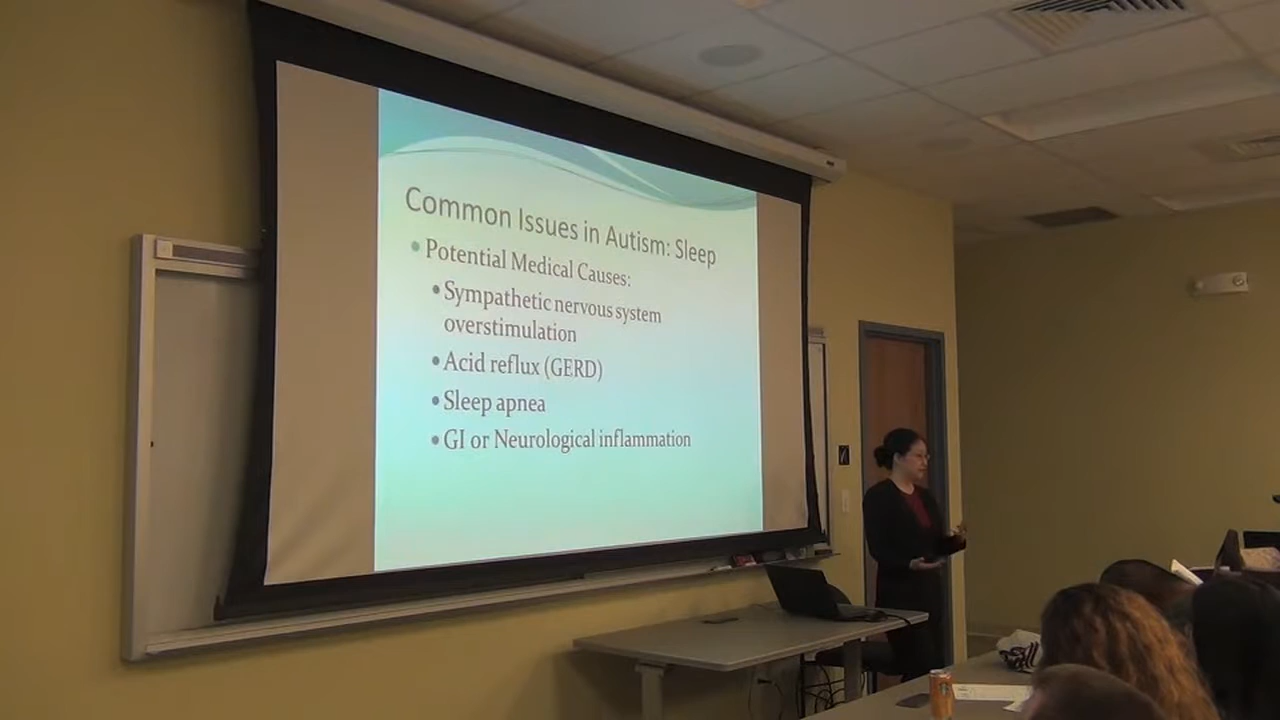 Common Issues in Autism: Sleep
• Potential Medical Causes:
• Sympathetic nervous system
overstimulation
• Acid reflux (GERD)
• Sleep apnea
• GI or Neurological inflammation